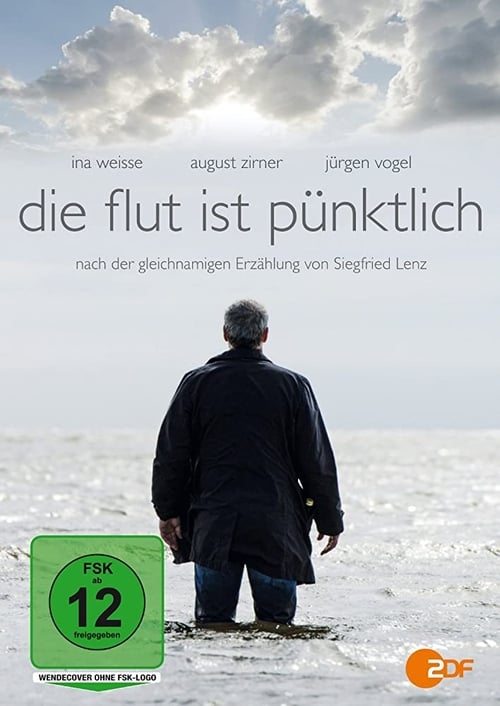 ina weisse august zirner jürgen vogel
die flut ist pünktlich
nach der gleichnamigen Erzählung von Siegfried Lenz
FSK
ab
12
freigegeben
WENDECOVER OHNE FSK-LOGO
2DF